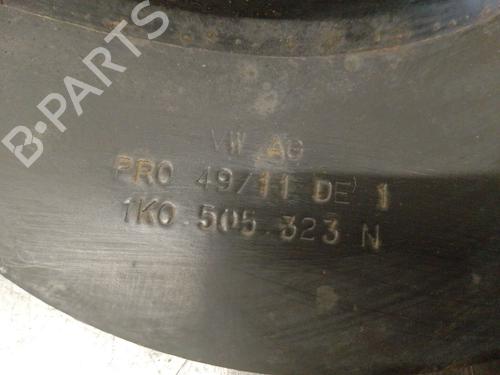 B-PARTS
VW AG
PRO 49/11 DE 1
1K0.505.323 N